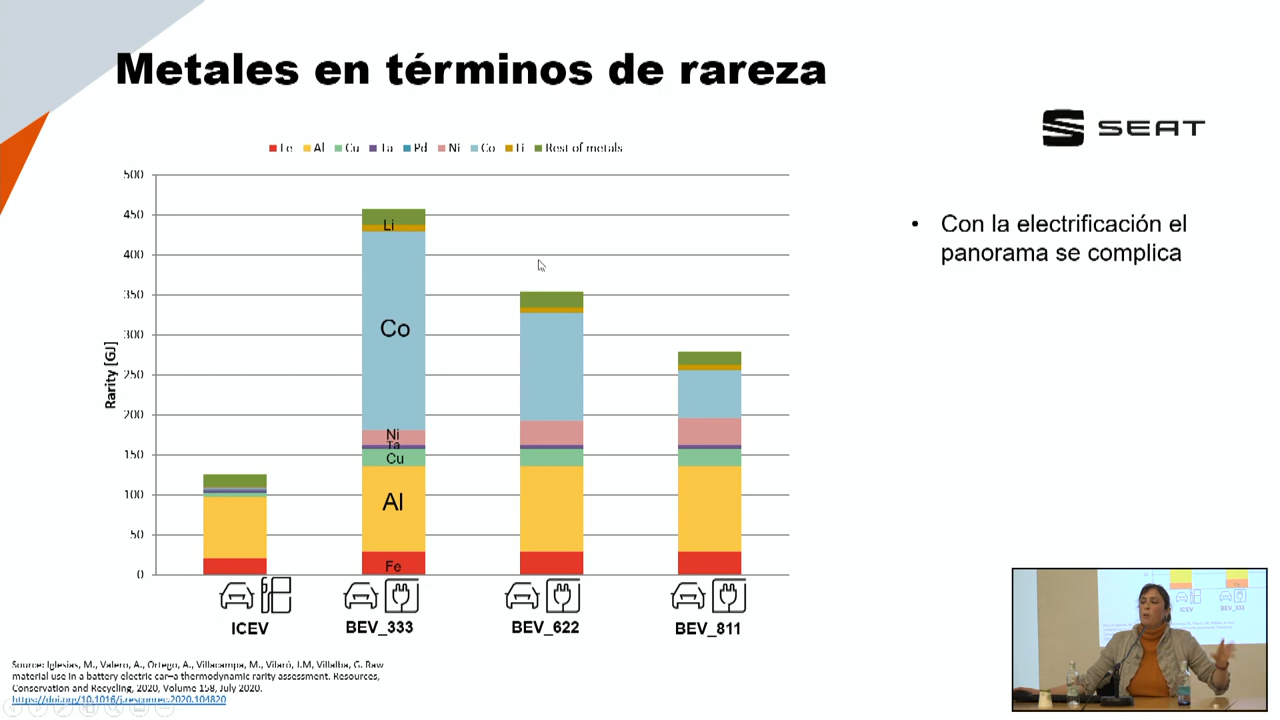 Metales en términos de rareza
SEAT
Fe Al Cu Ta Pd Ni Co Li Rest of metals
500
450
400
350
300
250
200
150
100
50
0
Rarity [GJ]
Li
Co
Ni
Ta
Cu
Al
Fe
ICEV
BEV_333
BEV_622
BEV_811
• Con la electrificación el
panorama se complica
Source: Iglesias, M., Valero, A., Ortego, A., Villacampa, M., Vilaró, J.M, Villalba, G. Raw
material use in a battery electric car–a thermodynamic rarity assessment. Resources,
Conservation and Recycling, 2020, Volume 158, July 2020.
https://doi.org/10.1016/j.resconrec.2020.104820
ICEV
BEV_333